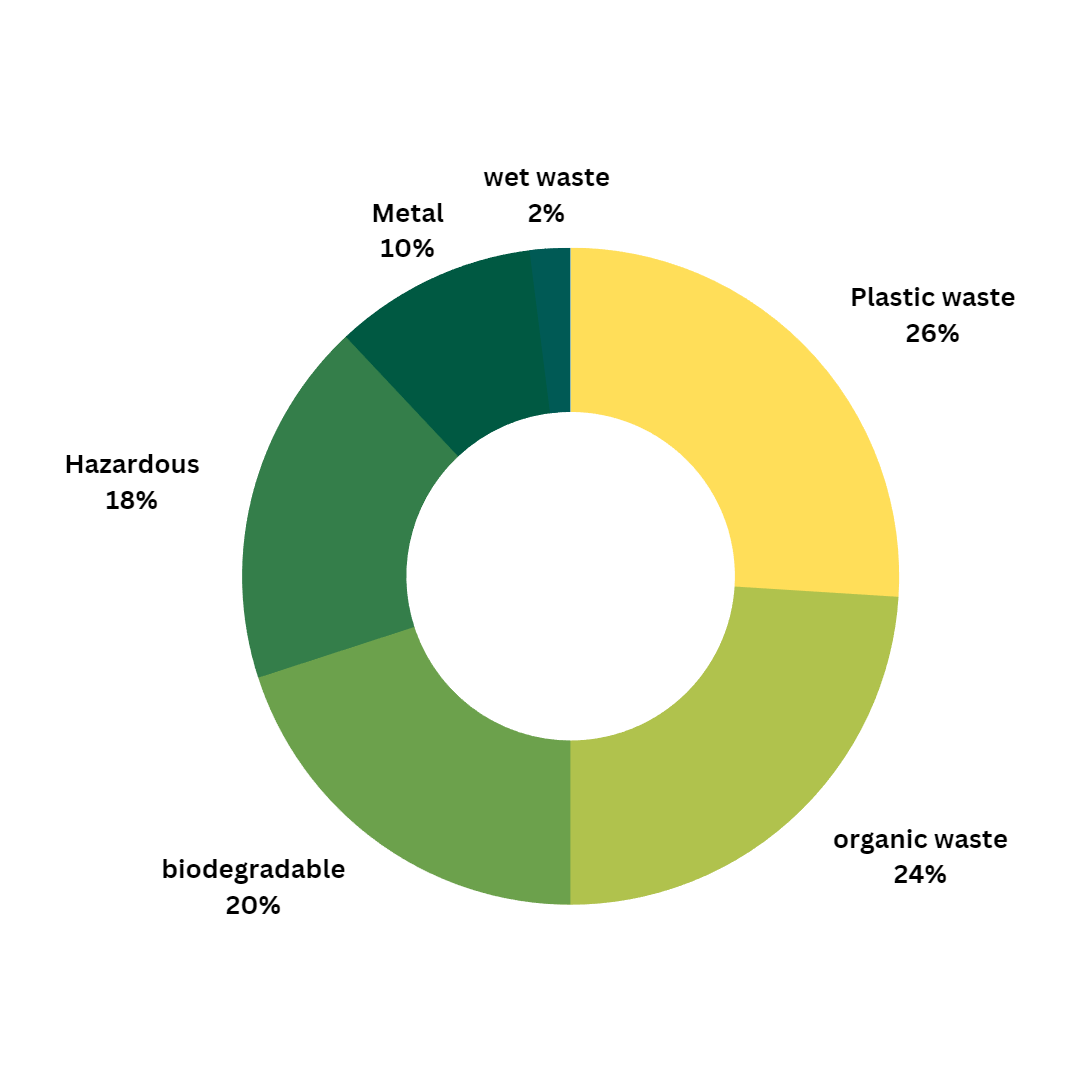 wet waste
2%
Metal
10%
Plastic waste
26%
Hazardous
18%
organic waste
24%
biodegradable
20%